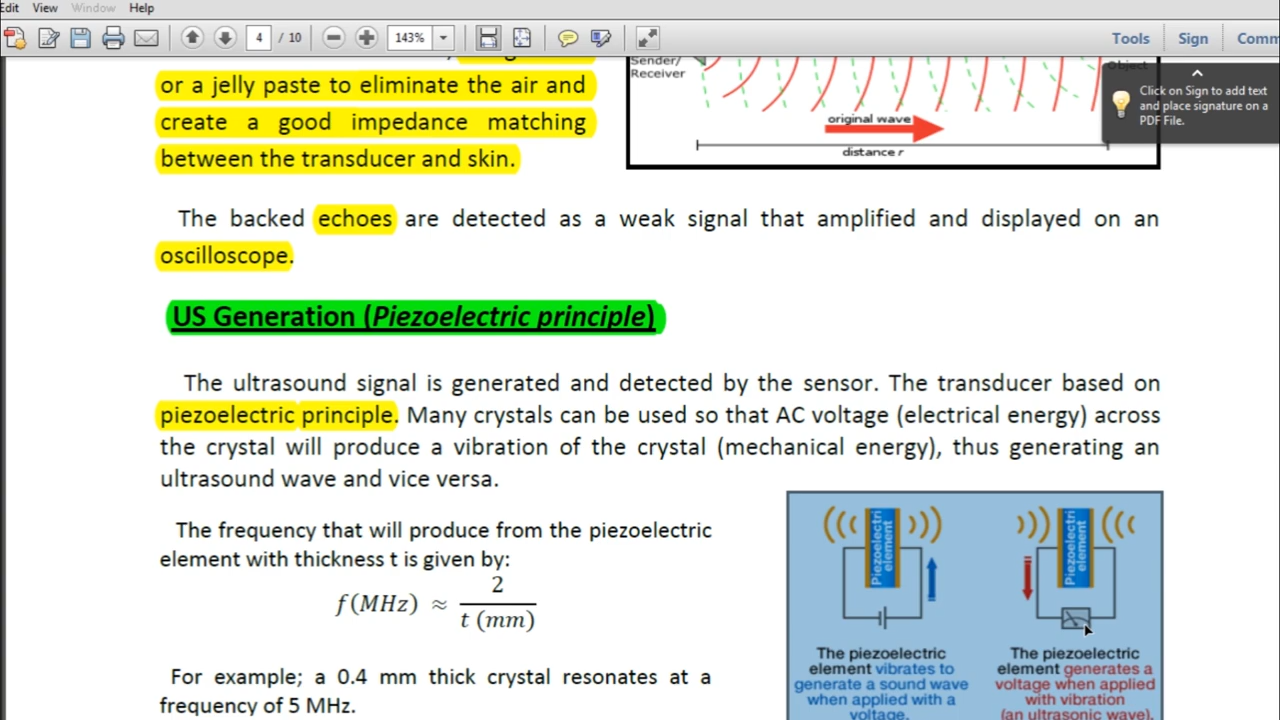 Edit View Window Help
4 / 10 143% Tools Sign Comm
or a jelly paste to eliminate the air and
create a good impedance matching
between the transducer and skin.
Sender/
Receiver
Object
original wave
distance r
Click on Sign to add text
and place signature on a
PDF File.
The backed echoes are detected as a weak signal that amplified and displayed on an
oscilloscope.
US Generation (Piezoelectric principle)
The ultrasound signal is generated and detected by the sensor. The transducer based on
piezoelectric principle. Many crystals can be used so that AC voltage (electrical energy) across
the crystal will produce a vibration of the crystal (mechanical energy), thus generating an
ultrasound wave and vice versa.
The frequency that will produce from the piezoelectric
element with thickness t is given by:
f(MHz) ≈ 2
t (mm)
For example; a 0.4 mm thick crystal resonates at a
frequency of 5 MHz.
Piezoelectri
element
The piezoelectric
element vibrates to
generate a sound wave
when applied with a
voltage.
Piezoelectri
element
The piezoelectric
element generates a
voltage when applied
with vibration
(an ultrasonic wave).